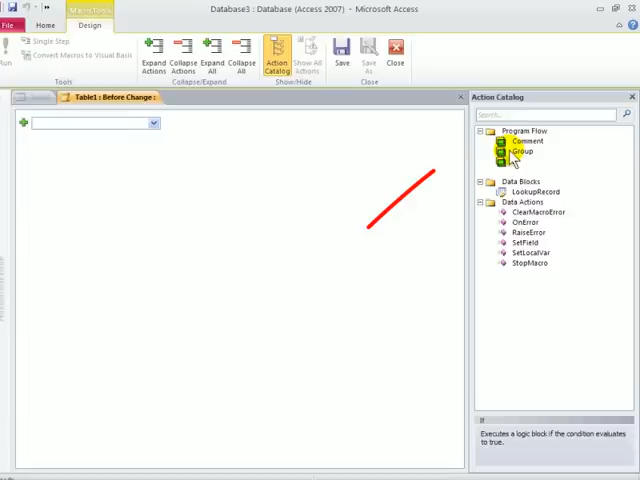 Database3 : Database (Access 2007) - Microsoft Access
File
Home
Design
Single Step
Run
Convert Macros to Visual Basic
Tools
Expand Actions
Collapse Actions
Expand All
Collapse All
Collapse/Expand
Action Catalog
Show All Actions
Show/Hide
Save
Save As
Close
Close
Table1 : Before Change :
Action Catalog
Search...
Program Flow
Comment
Group
Data Blocks
LookupRecord
Data Actions
ClearMacroError
OnError
RaiseError
SetField
SetLocalVar
StopMacro
If
Executes a logic block if the condition evaluates
to true.